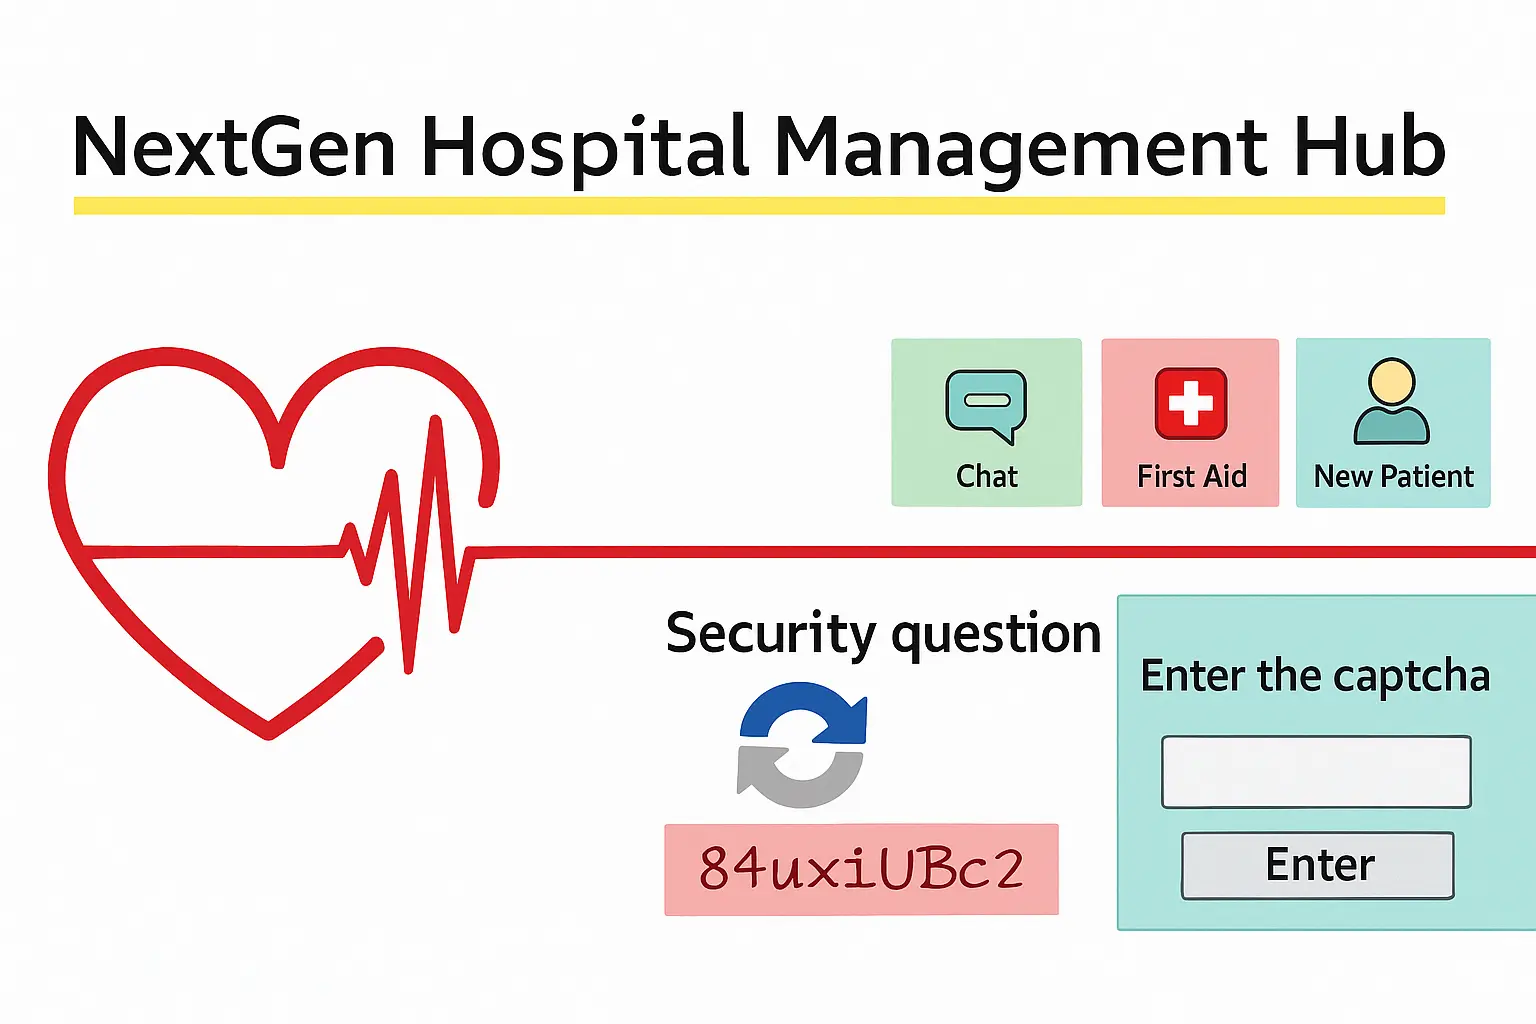 NextGen Hospital Management Hub
Chat
First Aid
New Patient
Security question
84uxiUBc2
Enter the captcha
Enter